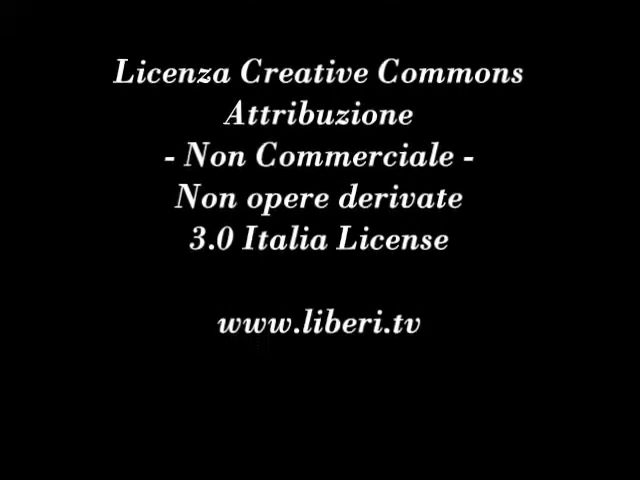 Licenza Creative Commons
Attribuzione
- Non Commerciale -
Non opere derivate
3.0 Italia License
www.liberi.tv